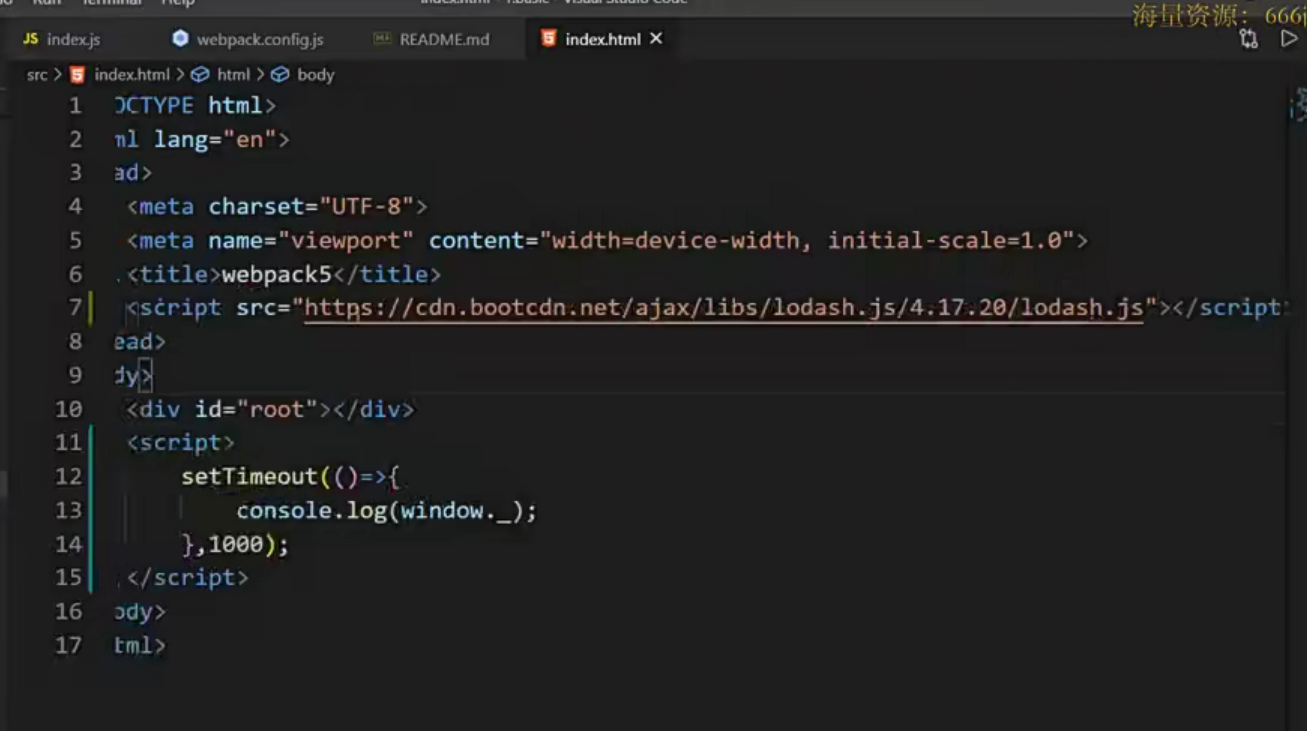 Run Terminal Help index.html - 1.basic - Visual Studio Code
海量资源：666i
JS index.js webpack.config.js README.md index.html ×
src > index.html > html > body
1 OCTYPE html>
2 ml lang="en">
3 ad>
4 <meta charset="UTF-8">
5 <meta name="viewport" content="width=device-width, initial-scale=1.0">
6 <title>webpack5</title>
7 <script src="https://cdn.bootcdn.net/ajax/libs/lodash.js/4.17.20/lodash.js"></script
8 ead>
9 dy>
10 <div id="root"></div>
11 <script>
12 setTimeout(()=>{
13 console.log(window._);
14 },1000);
15 </script>
16 ody>
17 tml>